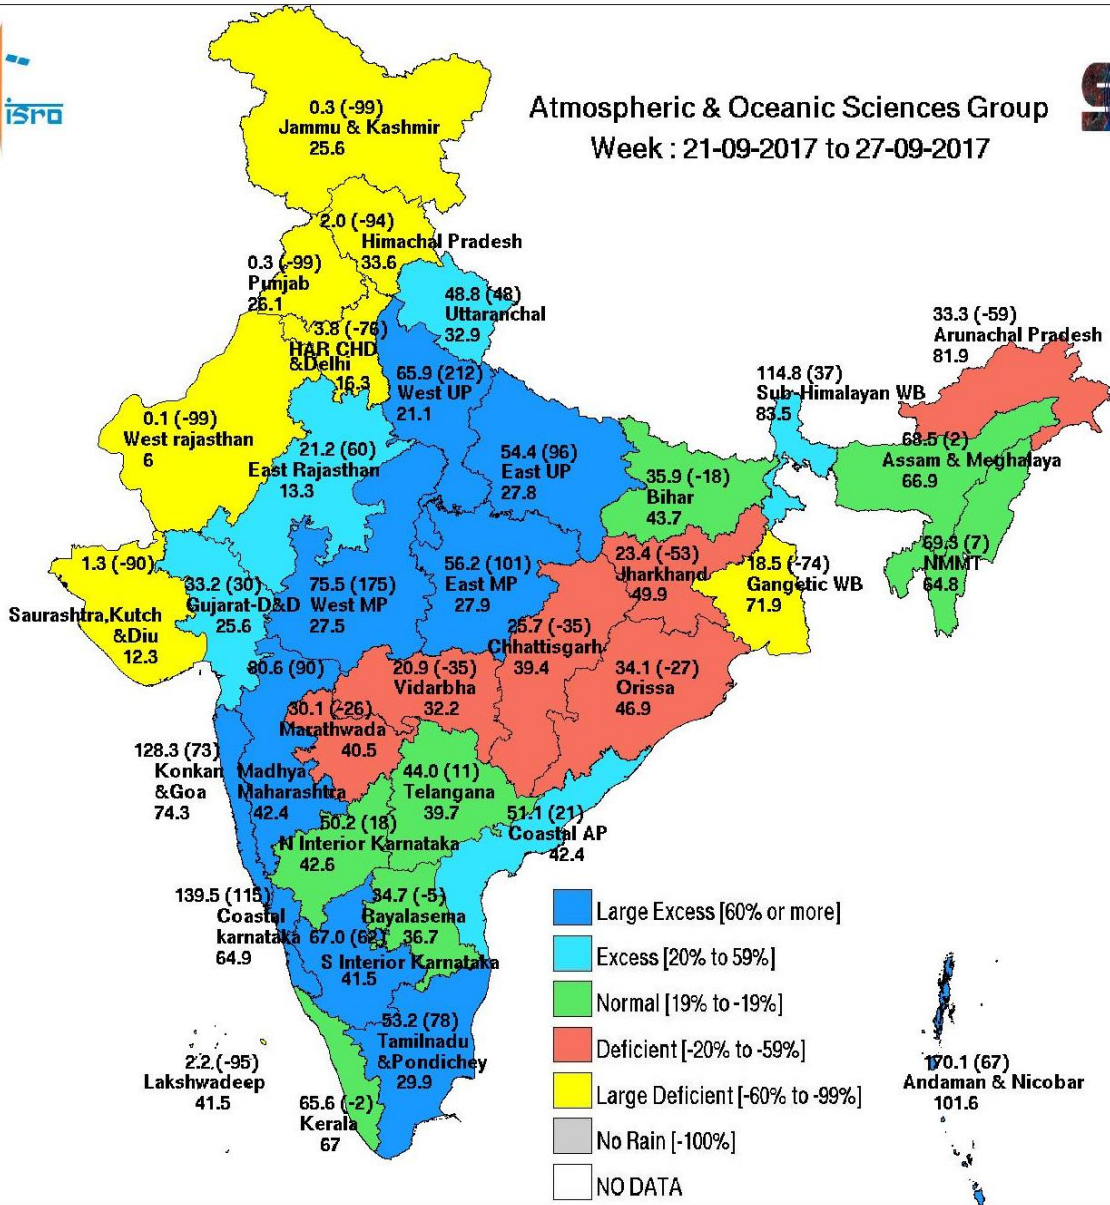 isro
S
Atmospheric & Oceanic Sciences Group
Week : 21-09-2017 to 27-09-2017
0.3 (-99)
Jammu & Kashmir
25.6
2.0 (-94)
Himachal Pradesh
33.6
0.3 (-99)
Punjab
26.1
48.8 (48)
Uttaranchal
32.9
3.8 (-76)
HAR CHD
&Delhi
16.3
65.9 (212)
West UP
21.1
33.3 (-59)
Arunachal Pradesh
81.9
114.8 (37)
Sub-Himalayan WB
83.5
0.1 (-99)
West rajasthan
6
21.2 (60)
East Rajasthan
13.3
54.4 (96)
East UP
27.8
35.9 (-18)
Bihar
43.7
68.5 (2)
Assam & Meghalaya
66.9
69.3 (7)
NMMT
64.8
1.3 (-90)
Saurashtra,Kutch
&Diu
12.3
33.2 (30)
Gujarat-D&D
25.6
75.5 (175)
West MP
27.5
56.2 (101)
East MP
27.9
23.4 (-53)
Jharkhand
49.9
18.5 (-74)
Gangetic WB
71.9
25.7 (-35)
Chhattisgarh
39.4
34.1 (-27)
Orissa
46.9
80.6 (90)
Madhya
Maharashtra
42.4
20.9 (-35)
Vidarbha
32.2
30.1 (-26)
Marathwada
40.5
128.3 (73)
Konkan
&Goa
74.3
44.0 (11)
Telangana
39.7
51.1 (21)
Coastal AP
42.4
50.2 (18)
N Interior Karnataka
42.6
139.5 (115)
Coastal
karnataka
64.9
34.7 (-5)
Rayalasema
36.7
67.0 (62)
S Interior Karnataka
41.5
53.2 (78)
Tamilnadu
&Pondichey
29.9
2.2 (-95)
Lakshwadeep
41.5
65.6 (-2)
Kerala
67
170.1 (67)
Andaman & Nicobar
101.6
Large Excess [60% or more]
Excess [20% to 59%]
Normal [19% to -19%]
Deficient [-20% to -59%]
Large Deficient [-60% to -99%]
No Rain [-100%]
NO DATA